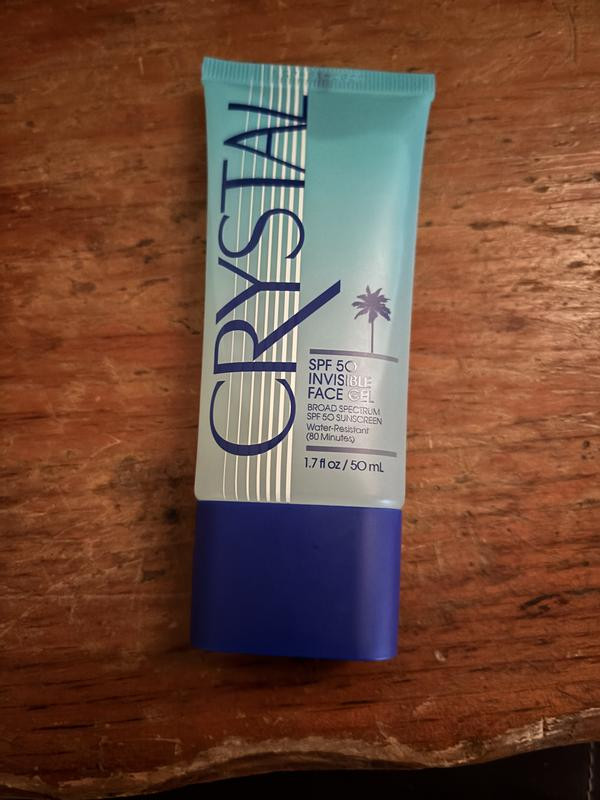 CRYSTAL
SPF 50
INVISIBLE
FACE GEL
BROAD SPECTRUM
SPF 50 SUNSCREEN
Water-Resistant
(80 Minutes)
1.7 fl oz / 50 mL